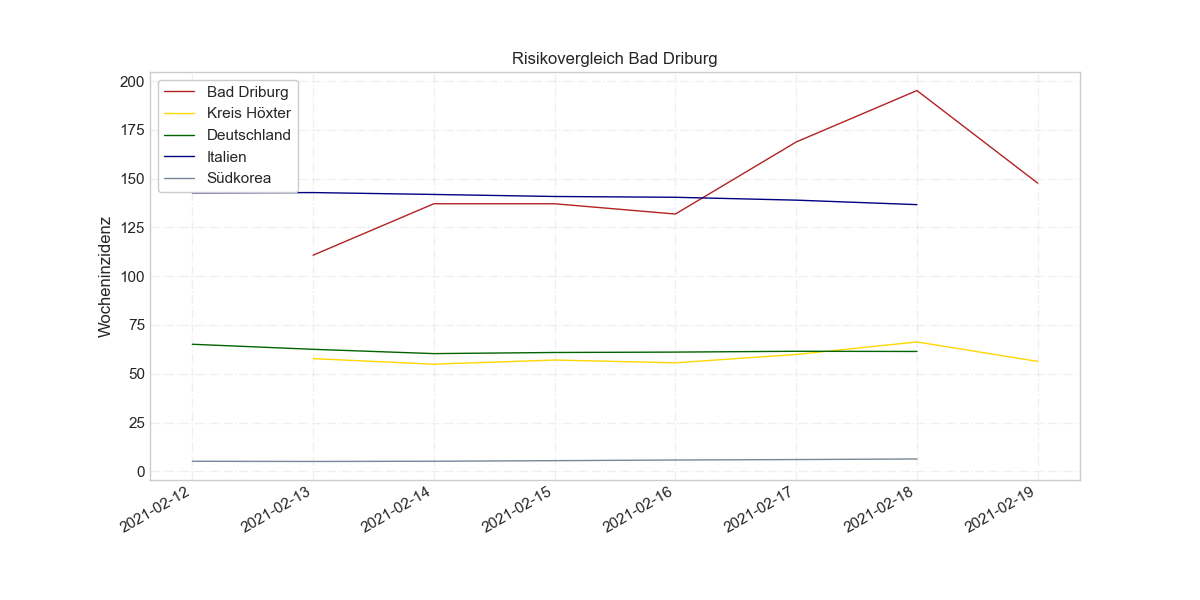 Risikovergleich Bad Driburg
Wocheninzidenz
200
175
150
125
100
75
50
25
0
Bad Driburg
Kreis Höxter
Deutschland
Italien
Südkorea
2021-02-12
2021-02-13
2021-02-14
2021-02-15
2021-02-16
2021-02-17
2021-02-18
2021-02-19